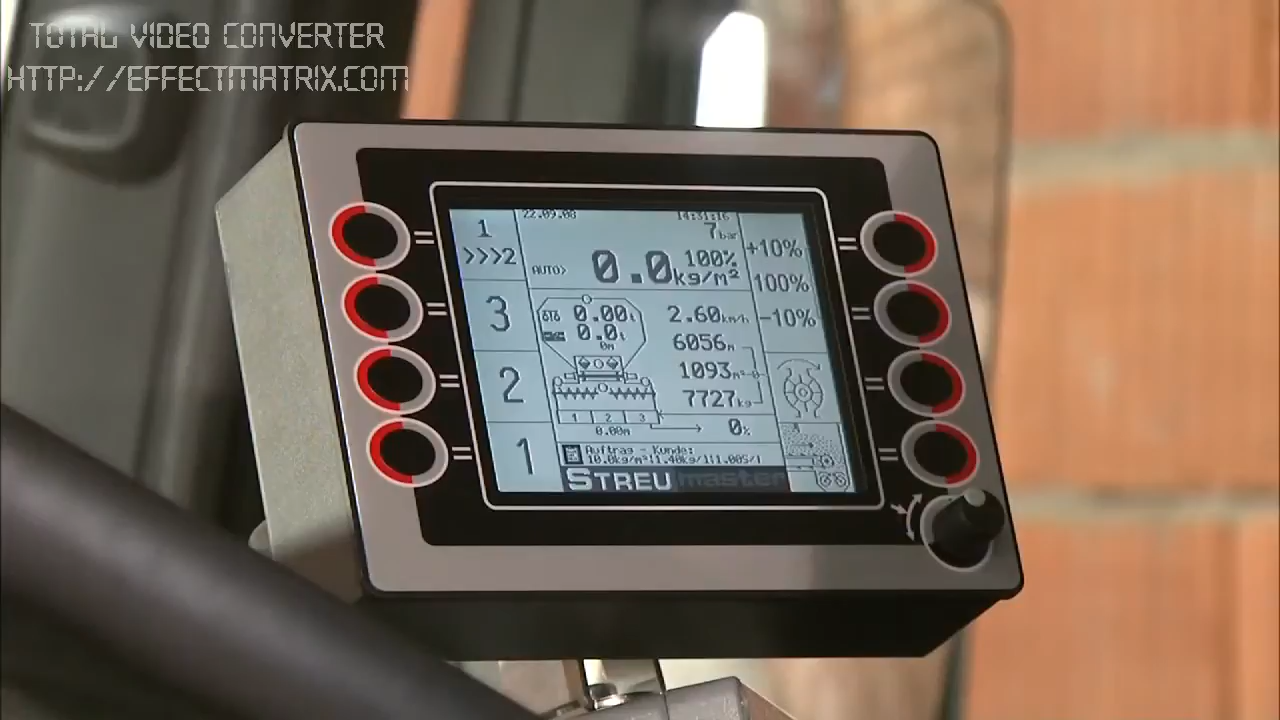 TOTAL VIDEO CONVERTER
HTTP://EFFECTMATRIX.COM
22.09.08 14:31:16
1 7bar +10%
>>>2 AUTO> 0.0 100% kg/m² 100%
3 0.00t 2.60km/h -10%
0.0t 6056m
0m
2 1093m²
7727kg
1 2 3
0.00m 0%
1 Auftrag - Kunde:
STREUmaster